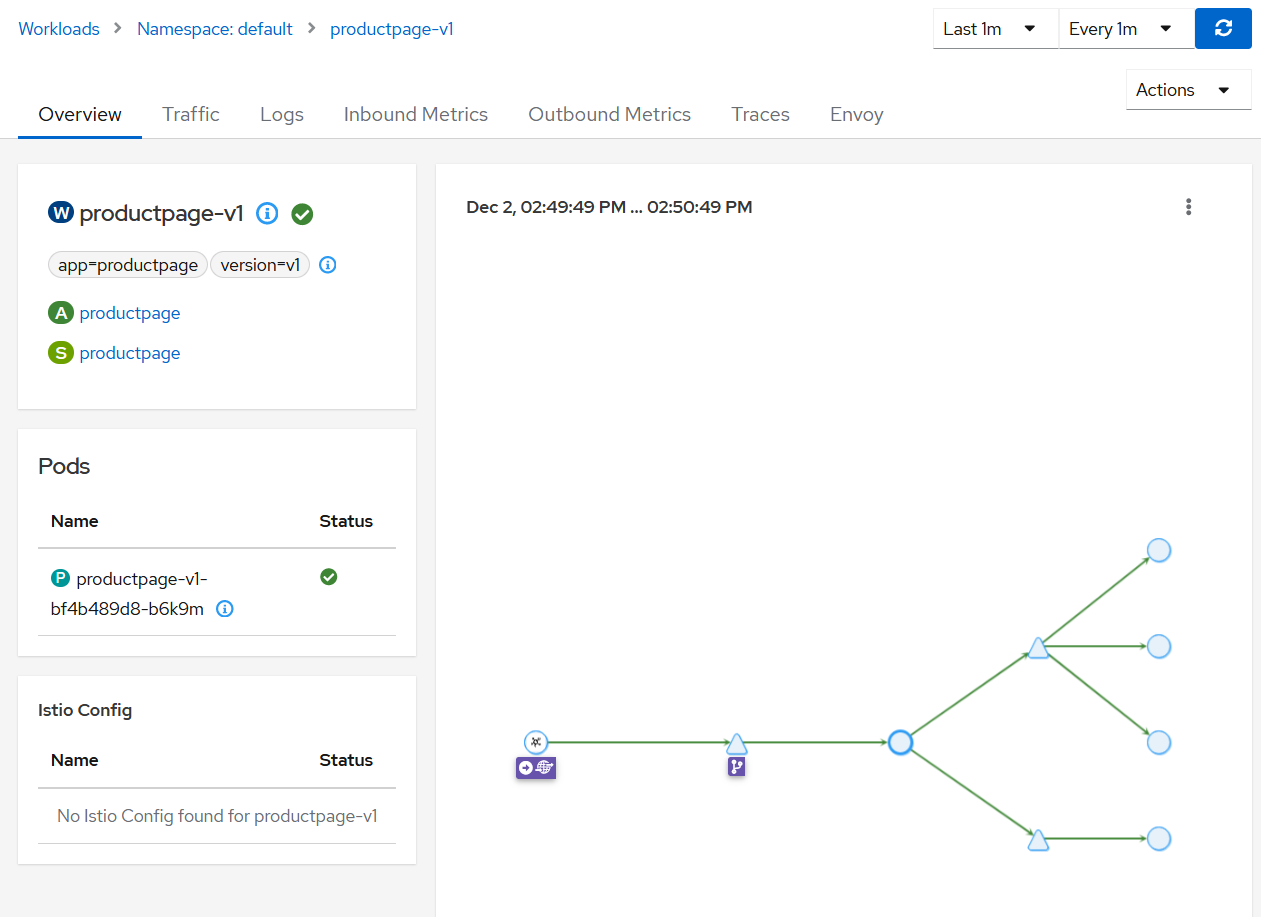 Workloads > Namespace: default > productpage-v1
Last 1m Every 1m
Actions
Overview Traffic Logs Inbound Metrics Outbound Metrics Traces Envoy
W productpage-v1
app=productpage version=v1
A productpage
S productpage
Pods
Name Status
P productpage-v1-
bf4b489d8-b6k9m
Istio Config
Name Status
No Istio Config found for productpage-v1
Dec 2, 02:49:49 PM ... 02:50:49 PM